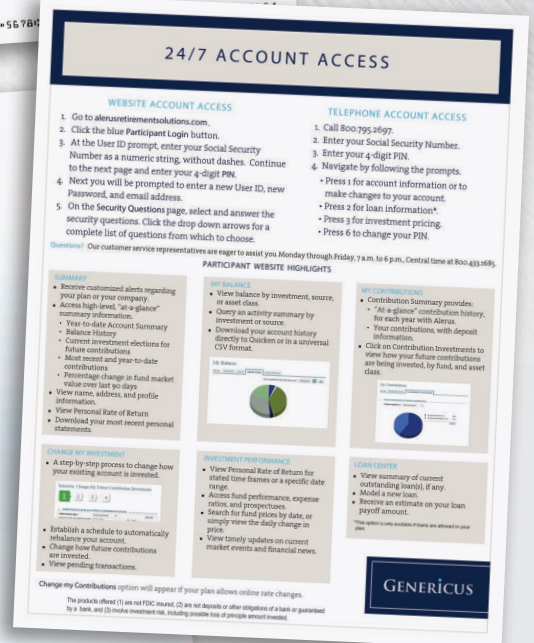 24/7 ACCOUNT ACCESS
WEBSITE ACCOUNT ACCESS
1. Go to alerusretirementsolutions.com.
2. Click the blue Participant Login button.
3. At the User ID prompt, enter your Social Security
Number as a numeric string, without dashes. Continue
to the next page and enter your 4-digit PIN.
4. Next you will be prompted to enter a new User ID, new
Password, and email address.
5. On the Security Questions page, select and answer the
security questions. Click the drop down arrows for a
complete list of questions from which to choose.
TELEPHONE ACCOUNT ACCESS
1. Call 800.795.2697.
2. Enter your Social Security Number.
3. Enter your 4-digit PIN.
4. Navigate by following the prompts.
• Press 1 for account information or to
make changes to your account.
• Press 2 for loan information*.
• Press 3 for investment pricing.
• Press 6 to change your PIN.
Questions? Our customer service representatives are eager to assist you Monday through Friday, 7 a.m. to 6 p.m., Central time at 800.433.1685.
PARTICIPANT WEBSITE HIGHLIGHTS
SUMMARY
• Receive customized alerts regarding
your plan or your company.
• Access high-level, "at-a-glance"
summary information.
• Year-to-date Account Summary
• Balance History
• Current investment elections for
future contributions
• Most recent and year-to-date
contributions
• Percentage change in fund market
value over last 90 days
• View name, address, and profile
information.
• View Personal Rate of Return
• Download your most recent personal
statements.
MY BALANCE
• View balance by investment, source,
or asset class.
• Query an activity summary by
investment or source.
• Download your account history
directly to Quicken or in a universal
CSV format.
My Balance
MY CONTRIBUTIONS
• Contribution Summary provides:
• "At-a-glance" contribution history,
for each year with Alerus.
• Your contributions, with deposit
information.
• Click on Contribution Investments to
view how your future contributions
are being invested, by fund, and asset
class.
My Contributions
CHANGE MY INVESTMENT
• A step-by-step process to change how
your existing account is invested.
1 2 3 4
• Establish a schedule to automatically
rebalance your account.
• Change how future contributions
are invested.
• View pending transactions.
INVESTMENT PERFORMANCE
• View Personal Rate of Return for
stated time frames or a specific date
range.
• Access fund performance, expense
ratios, and prospectuses.
• Search for fund prices by date, or
simply view the daily change in
price.
• View timely updates on current
market events and financial news.
LOAN CENTER
• View summary of current
outstanding loan(s), if any.
• Model a new loan.
• Receive an estimate on your loan
payoff amount.
*This option is only available if loans are allowed in your
plan.
Change my Contributions option will appear if your plan allows online rate changes.
The products offered (1) are not FDIC insured, (2) are not deposits or other obligations of a bank or guaranteed
by a bank, and (3) involve investment risk, including possible loss of principle amount invested.
GENERICUS